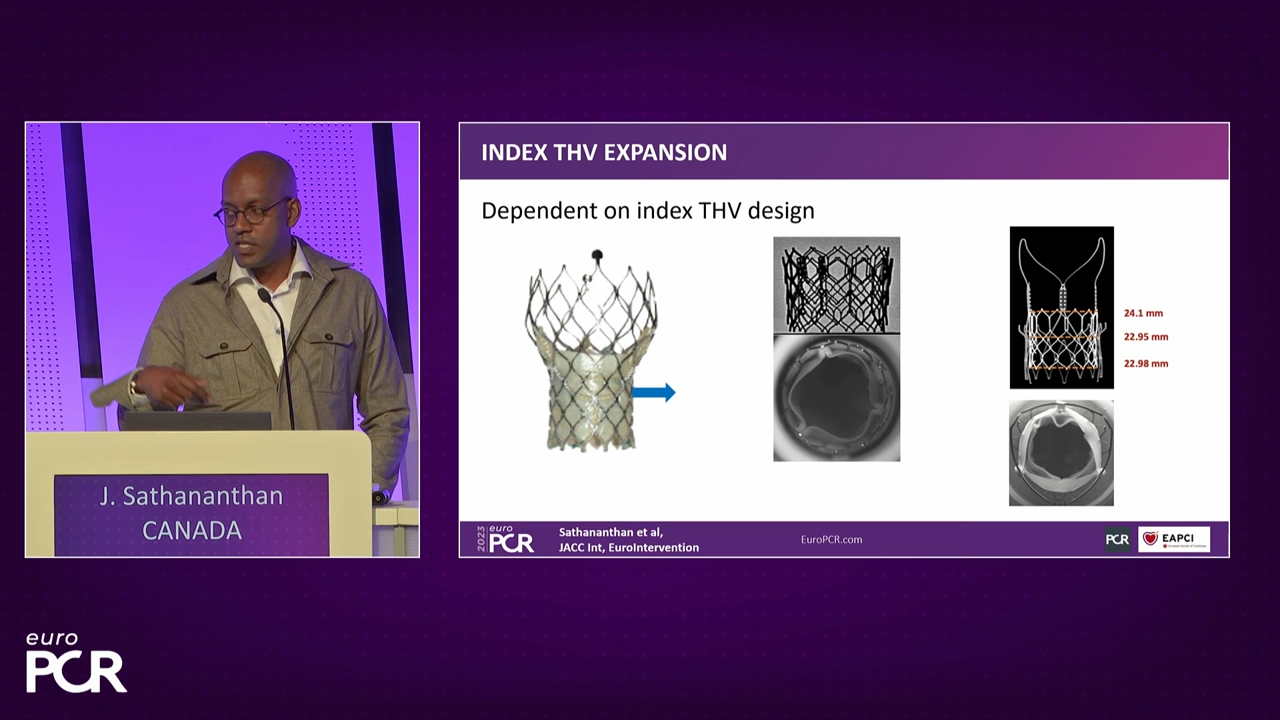 INDEX THV EXPANSION
Dependent on index THV design
24.1 mm
22.95 mm
22.98 mm
J. Sathananthan
CANADA
2023 euro PCR
Sathananthan et al,
JACC Int, EuroIntervention
EuroPCR.com
PCR
EAPCI
euro
PCR